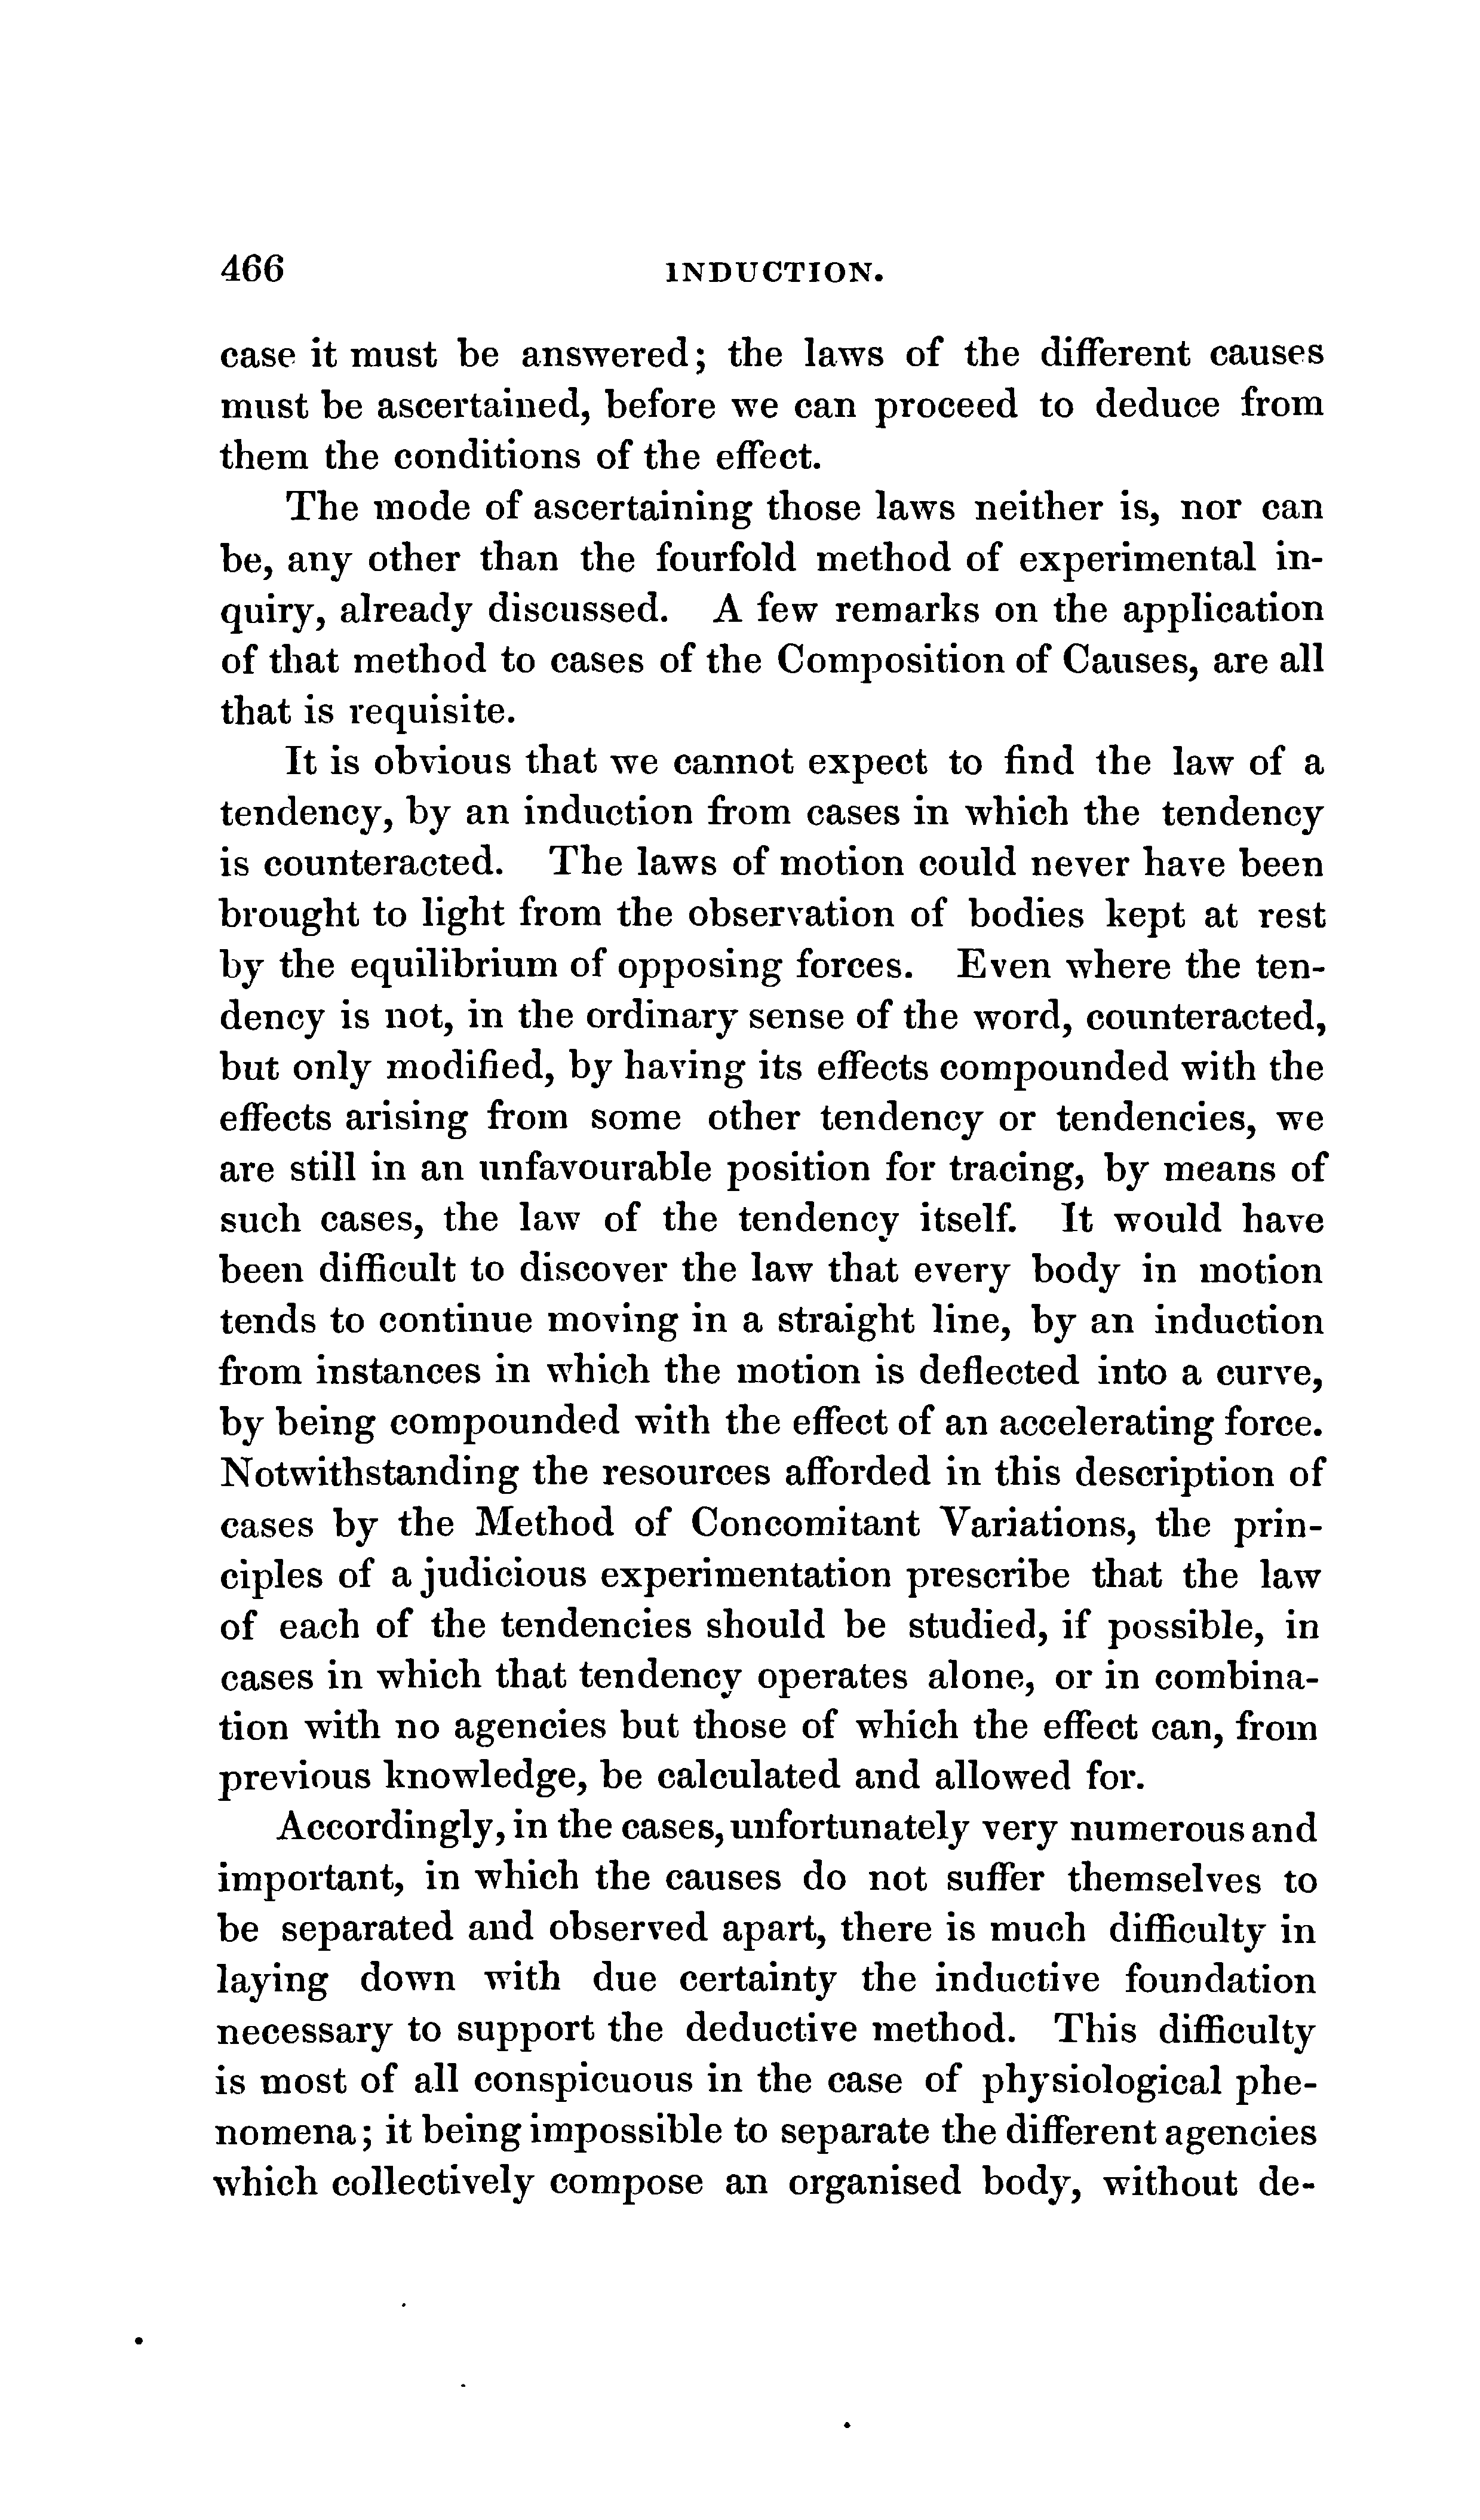 466 INDUCTION.
case it must be answered; the laws of the different causes
must be ascertained, before we can proceed to deduce from
them the conditions of the effect.
The mode of ascertaining those laws neither is, nor can
be, any other than the fourfold method of experimental in-
quiry, already discussed. A few remarks on the application
of that method to cases of the Composition of Causes, are all
that is requisite.
It is obvious that we cannot expect to find the law of a
tendency, by an induction from cases in which the tendency
is counteracted. The laws of motion could never have been
brought to light from the observation of bodies kept at rest
by the equilibrium of opposing forces. Even where the ten-
dency is not, in the ordinary sense of the word, counteracted,
but only modified, by having its effects compounded with the
effects arising from some other tendency or tendencies, we
are still in an unfavourable position for tracing, by means of
such cases, the law of the tendency itself. It would have
been difficult to discover the law that every body in motion
tends to continue moving in a straight line, by an induction
from instances in which the motion is deflected into a curve,
by being compounded with the effect of an accelerating force.
Notwithstanding the resources afforded in this description of
cases by the Method of Concomitant Variations, the prin-
ciples of a judicious experimentation prescribe that the law
of each of the tendencies should be studied, if possible, in
cases in which that tendency operates alone, or in combina-
tion with no agencies but those of which the effect can, from
previous knowledge, be calculated and allowed for.
Accordingly, in the cases, unfortunately very numerous and
important, in which the causes do not suffer themselves to
be separated and observed apart, there is much difficulty in
laying down with due certainty the inductive foundation
necessary to support the deductive method. This difficulty
is most of all conspicuous in the case of physiological phe-
nomena; it being impossible to separate the different agencies
which collectively compose an organised body, without de-